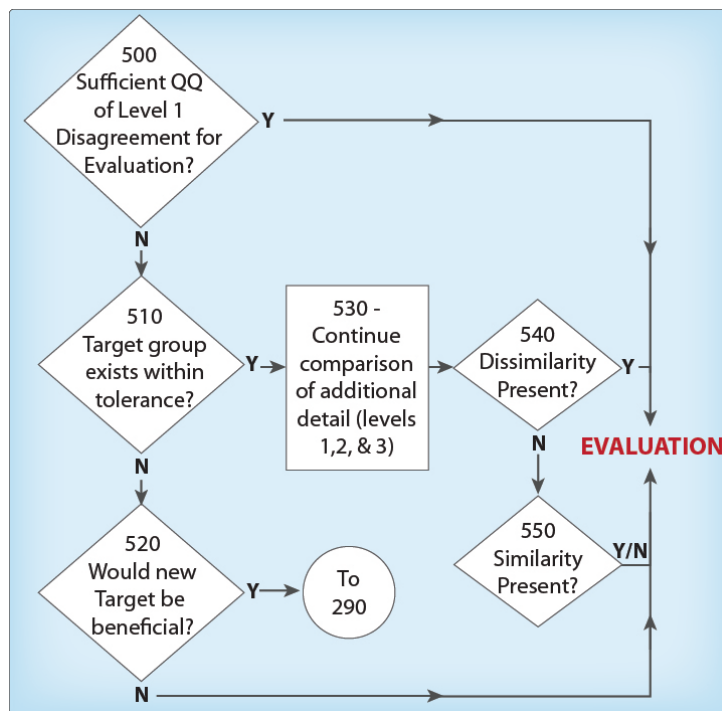 500
Sufficient QQ
of Level 1
Disagreement for
Evaluation?
Y
N
510
Target group
exists within
tolerance?
Y
N
530 -
Continue
comparison
of additional
detail (levels
1,2, & 3)
540
Dissimilarity
Present?
Y
N
EVALUATION
550
Similarity
Present?
Y/N
520
Would new
Target be
beneficial?
Y
N
To
290